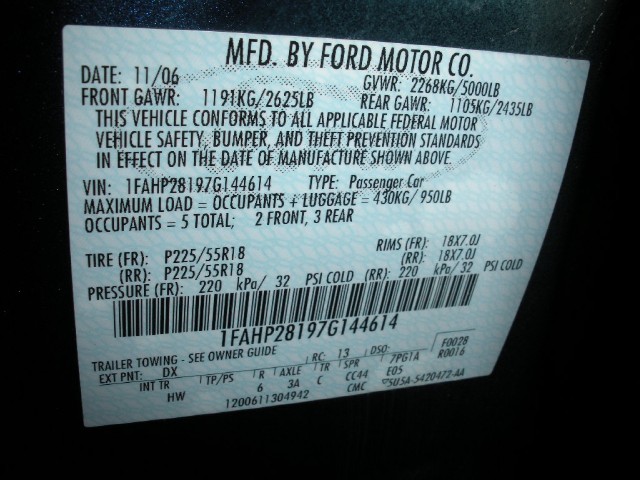 MFD. BY FORD MOTOR CO.
DATE: 11/06 GVWR: 2268KG/5000LB
FRONT GAWR: 1191KG/2625LB REAR GAWR: 1105KG/2435LB
THIS VEHICLE CONFORMS TO ALL APPLICABLE FEDERAL MOTOR
VEHICLE SAFETY, BUMPER, AND THEFT PREVENTION STANDARDS
IN EFFECT ON THE DATE OF MANUFACTURE SHOWN ABOVE.
VIN: 1FAHP28197G144614 TYPE: Passenger Car
MAXIMUM LOAD = OCCUPANTS + LUGGAGE = 430KG/950LB
OCCUPANTS = 5 TOTAL; 2 FRONT, 3 REAR
TIRE (FR): P225/55R18 RIMS (FR): 18X7.0J
(RR): P225/55R18 (RR): 18X7.0J
PRESSURE (FR): 220 kPa/ 32 PSI COLD (RR): 220 kPa/ 32 PSI COLD
1FAHP28197G144614
TRAILER TOWING - SEE OWNER GUIDE RC: 13 DSO: F0028
EXT PNT: DX 7PG1A R0016
INT TR TP/PS R AXLE TR SPR E05
HW 6 3A C CC44 5U5A-5420472-AA
1200611304942 CMC